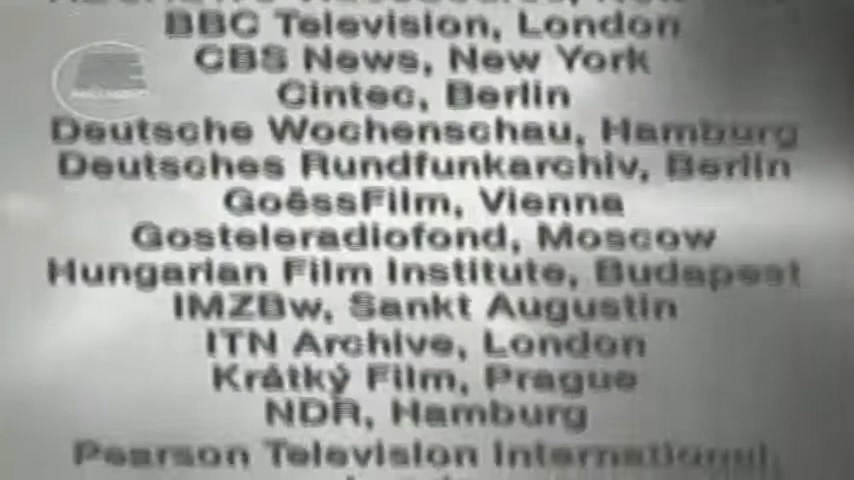 BBC Television, London
CBS News, New York
Cintec, Berlin
Deutsche Wochenschau, Hamburg
Deutsches Rundfunkarchiv, Berlin
GoëssFilm, Vienna
Gosteleradiofond, Moscow
Hungarian Film Institute, Budapest
IMZBw, Sankt Augustin
ITN Archive, London
Krátký Film, Prague
NDR, Hamburg
Pearson Television International,